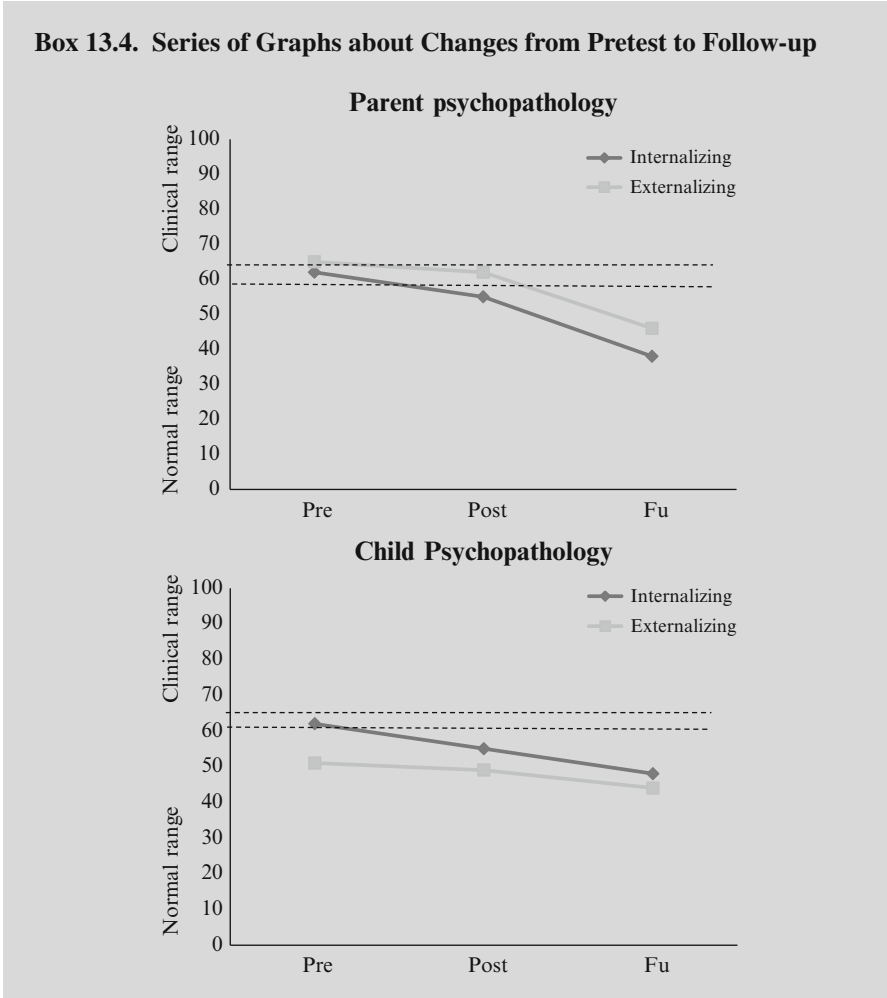 Box 13.4. Series of Graphs about Changes from Pretest to Follow-up
Parent psychopathology
Clinical range
Normal range
100
90
80
70
60
50
40
30
20
10
0
Internalizing
Externalizing
Pre Post Fu
Child Psychopathology
Clinical range
Normal range
100
90
80
70
60
50
40
30
20
10
0
Internalizing
Externalizing
Pre Post Fu